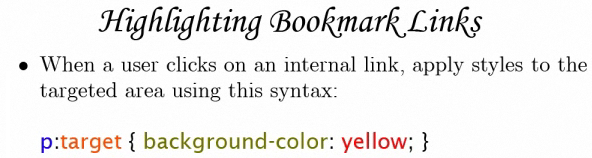 Highlighting Bookmark Links
• When a user clicks on an internal link, apply styles to the
targeted area using this syntax:
p:target { background-color: yellow; }